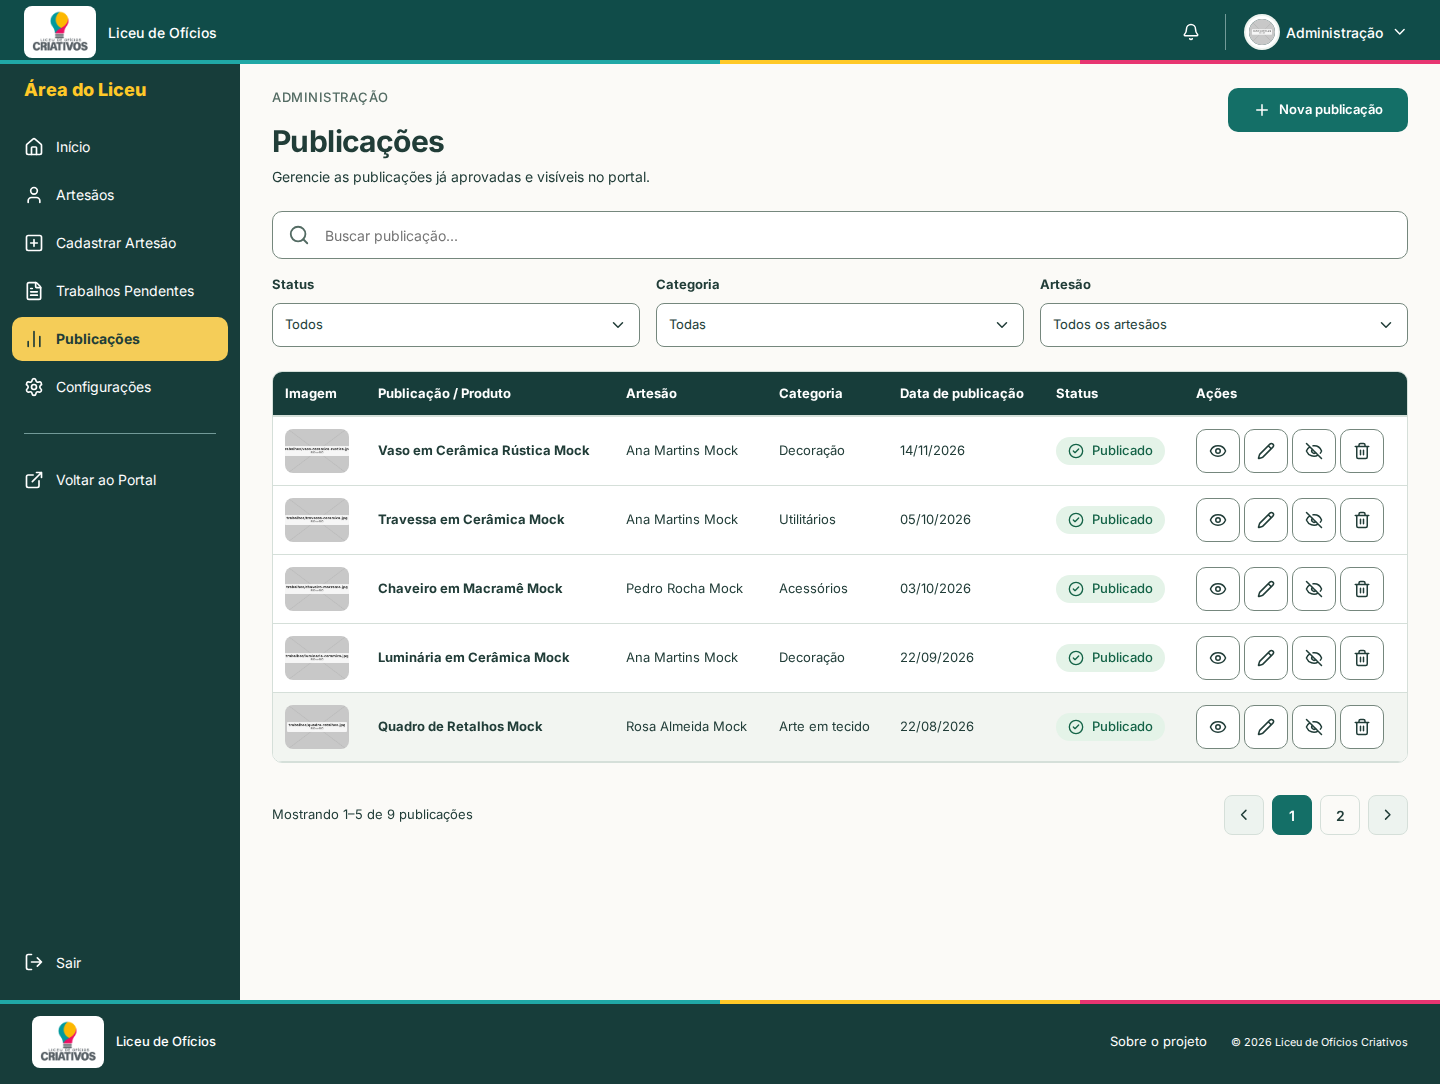 CRIATIVOS
Liceu de Ofícios
Administração
Área do Liceu
Início
Artesãos
Cadastrar Artesão
Trabalhos Pendentes
Publicações
Configurações
Voltar ao Portal
Sair
ADMINISTRAÇÃO
Publicações
Gerencie as publicações já aprovadas e visíveis no portal.
Nova publicação
Buscar publicação...
Status
Categoria
Artesão
Todos
Todas
Todos os artesãos
Imagem
Publicação / Produto
Artesão
Categoria
Data de publicação
Status
Ações
Vaso em Cerâmica Rústica Mock
Ana Martins Mock
Decoração
14/11/2026
Publicado
Travessa em Cerâmica Mock
Ana Martins Mock
Utilitários
05/10/2026
Publicado
Chaveiro em Macramê Mock
Pedro Rocha Mock
Acessórios
03/10/2026
Publicado
Luminária em Cerâmica Mock
Ana Martins Mock
Decoração
22/09/2026
Publicado
Quadro de Retalhos Mock
Rosa Almeida Mock
Arte em tecido
22/08/2026
Publicado
Mostrando 1–5 de 9 publicações
1
2
CRIATIVOS
Liceu de Ofícios
Sobre o projeto
© 2026 Liceu de Ofícios Criativos